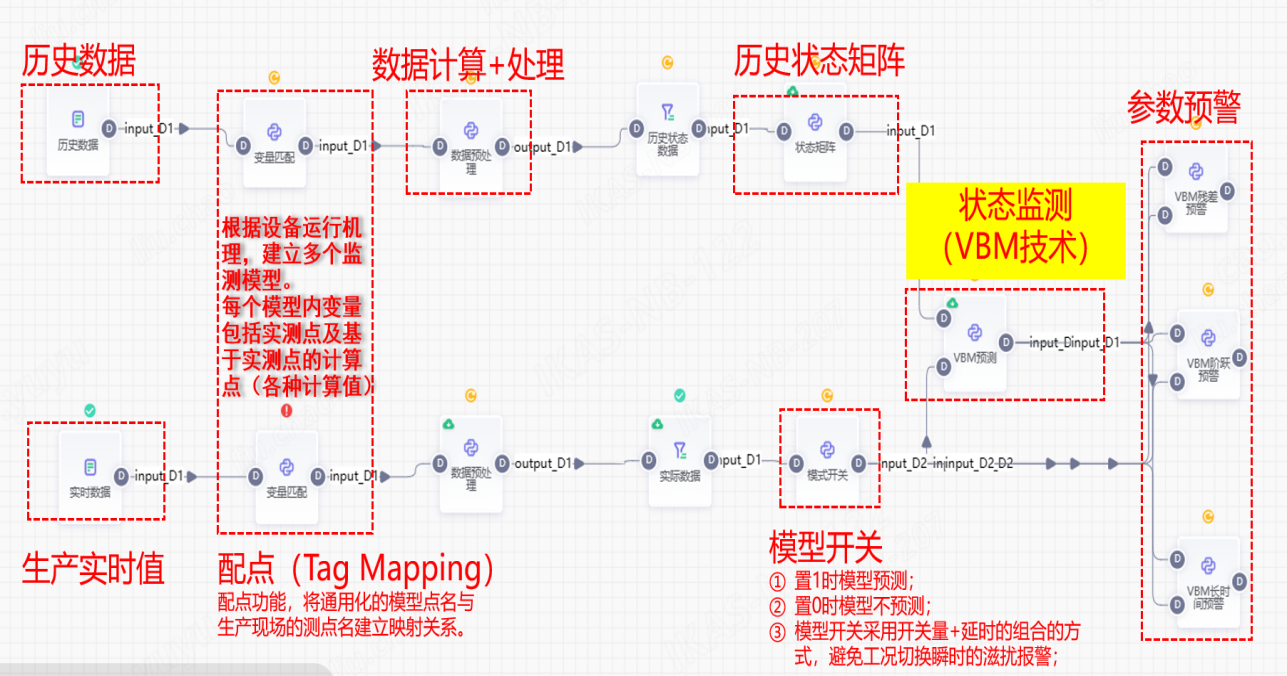 历史数据
数据计算+处理
历史状态矩阵
参数预警
历史数据
D
input_D1
D
变量匹配
D
input_D1
D
数据预处
理
D
output_D1
D
历史状态
数据
D
input_D1
D
状态矩阵
D
input_D1
D
D
VBM残差
预警
D
根据设备运行机
理，建立多个监
测模型。
每个模型内变量
包括实测点及基
于实测点的计算
点（各种计算值）
状态监测
（VBM技术）
D
D
VBM预测
D
input_D
input_D1
D
D
VBM阶跃
预警
D
实时数据
D
input_D1
D
变量匹配
D
input_D1
D
数据预处
理
D
output_D1
D
实际数据
D
input_D1
D
模式开关
D
input_D2
input_D2_D2
D
D
VBM长时
间预警
D
生产实时值
配点（Tag Mapping）
配点功能，将通用化的模型点名与
生产现场的测点名建立映射关系。
模型开关
① 置1时模型预测；
② 置0时模型不预测；
③ 模型开关采用开关量+延时的组合的方
式，避免工况切换瞬时的滋扰报警；